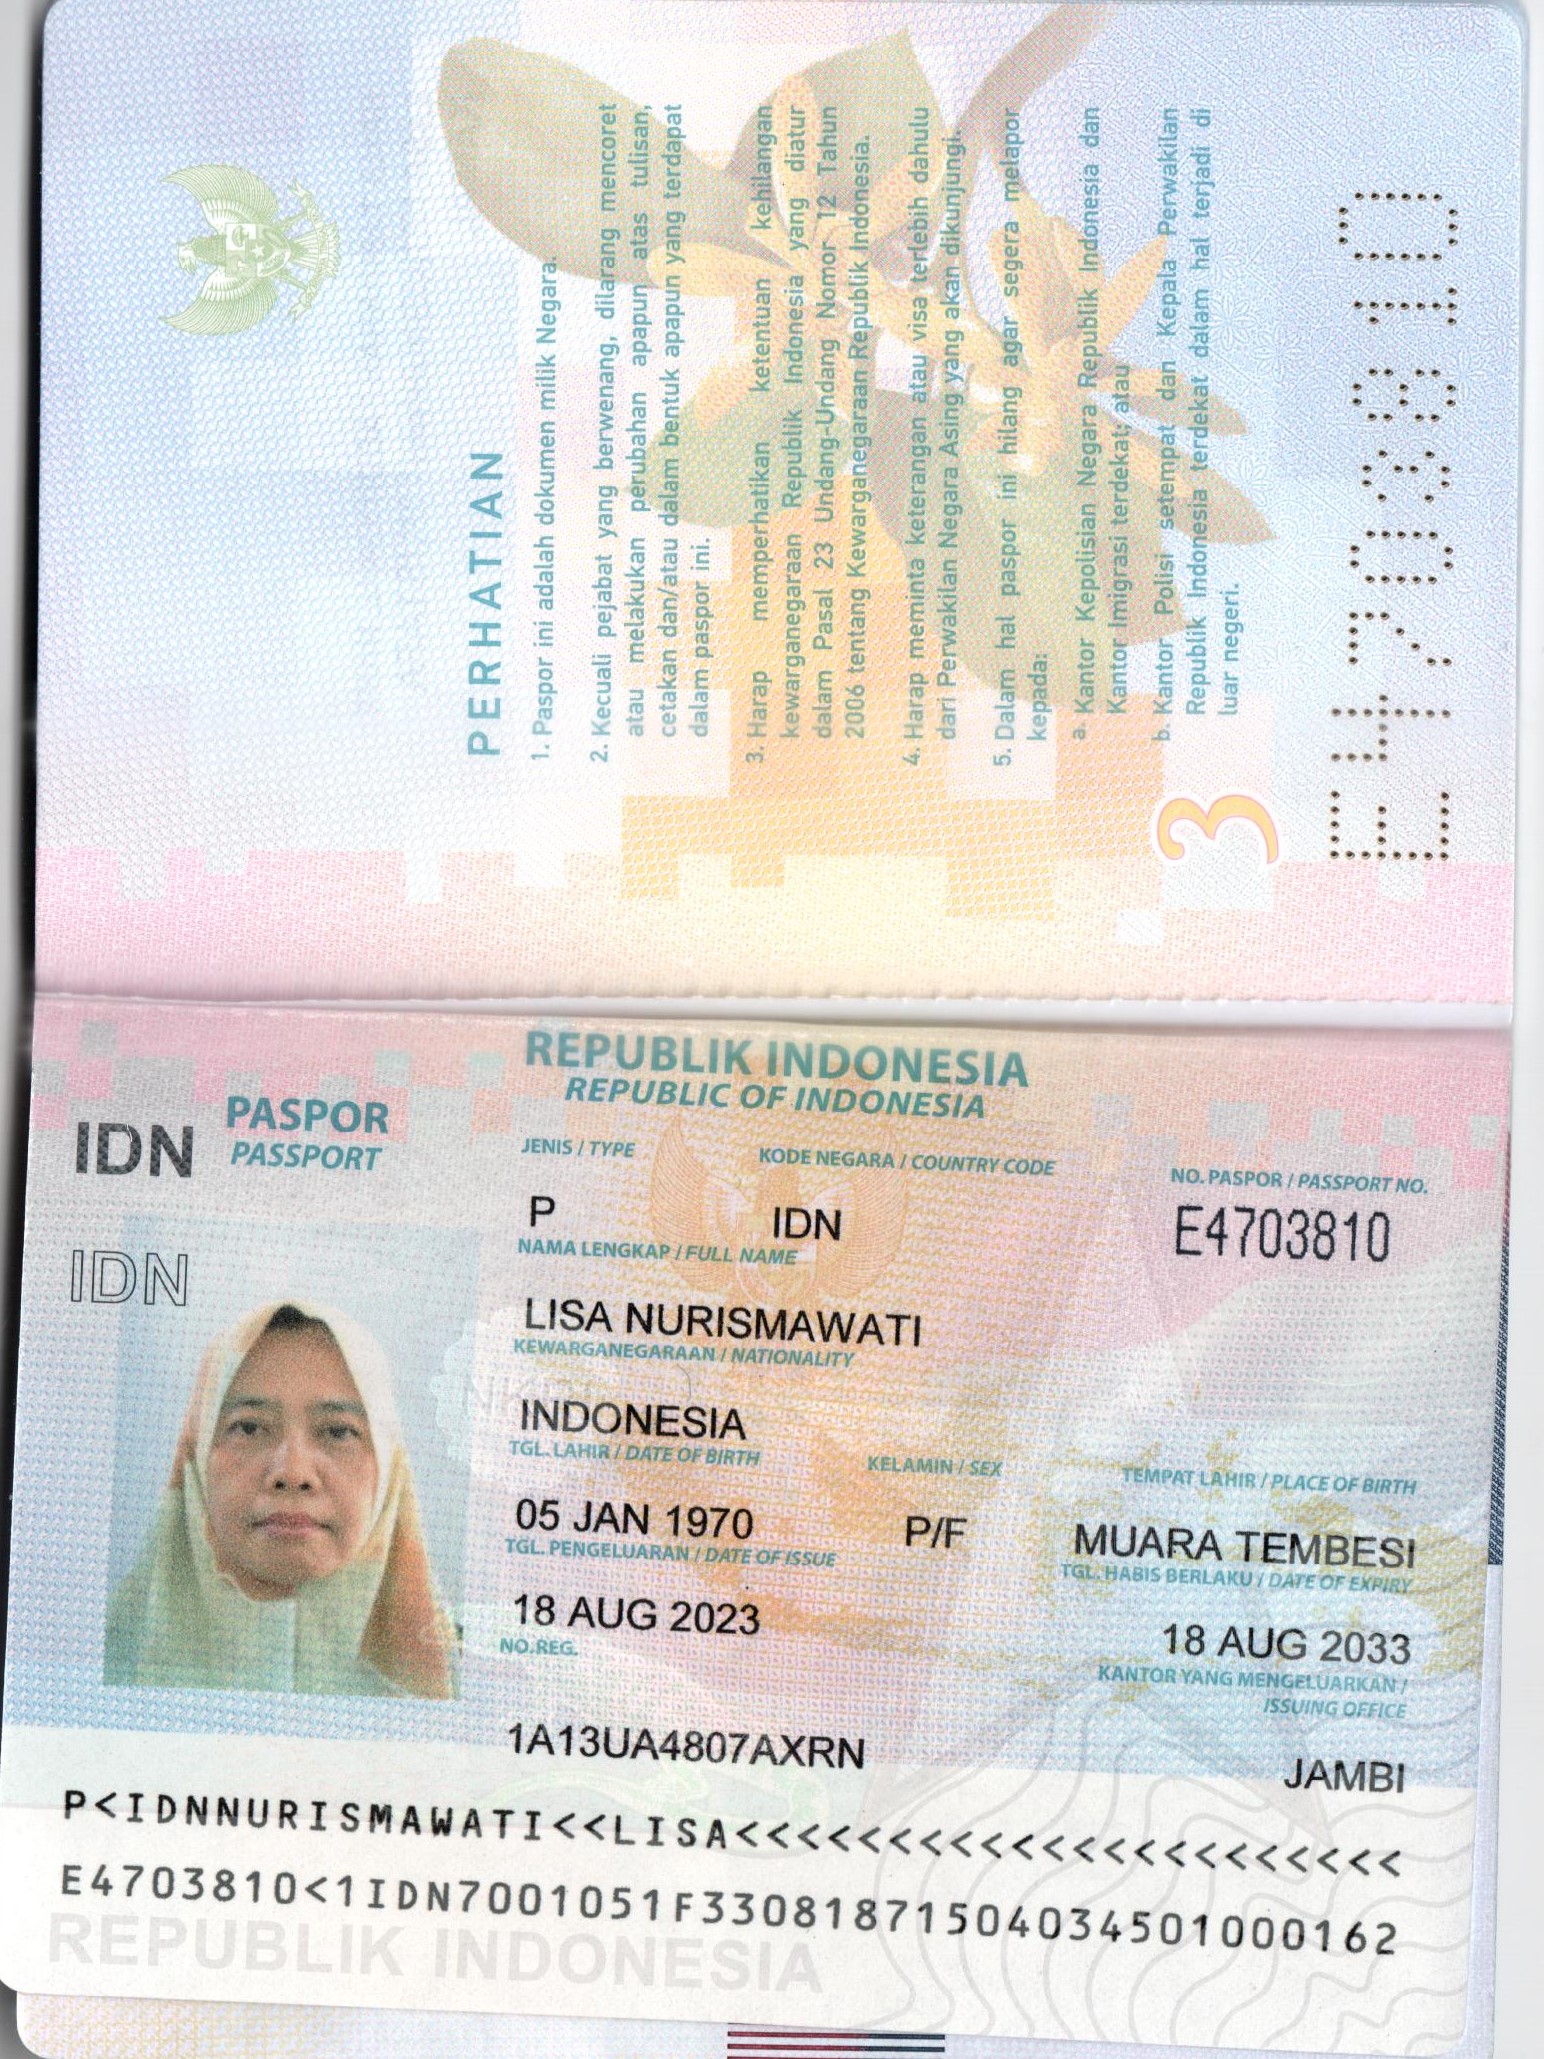 PERHATIAN
1. Paspor ini adalah dokumen milik Negara.
2. Kecuali pejabat yang berwenang, dilarang mencoret
atau melakukan perubahan apapun atas tulisan,
cetakan dan/atau dalam bentuk apapun yang terdapat
dalam paspor ini.
3. Harap memperhatikan ketentuan kehilangan
kewarganegaraan Republik Indonesia yang diatur
dalam Pasal 23 Undang-Undang Nomor 12 Tahun
2006 tentang Kewarganegaraan Republik Indonesia.
4. Harap meminta keterangan atau visa terlebih dahulu
dari Perwakilan Negara Asing yang akan dikunjungi.
5. Dalam hal paspor ini hilang agar segera melapor
kepada:
a. Kantor Kepolisian Negara Republik Indonesia dan
Kantor Imigrasi terdekat; atau
b. Kantor Polisi setempat dan Kepala Perwakilan
Republik Indonesia terdekat dalam hal terjadi di
luar negeri.
3
E4703810
REPUBLIK INDONESIA
REPUBLIC OF INDONESIA
IDN
PASPOR
PASSPORT
JENIS / TYPE
KODE NEGARA / COUNTRY CODE
NO. PASPOR / PASSPORT NO.
P
IDN
E4703810
IDN
NAMA LENGKAP / FULL NAME
LISA NURISMAWATI
KEWARGANEGARAAN / NATIONALITY
INDONESIA
TGL. LAHIR / DATE OF BIRTH
KELAMIN / SEX
TEMPAT LAHIR / PLACE OF BIRTH
05 JAN 1970
P/F
MUARA TEMBESI
TGL. PENGELUARAN / DATE OF ISSUE
TGL. HABIS BERLAKU / DATE OF EXPIRY
18 AUG 2023
18 AUG 2033
NO.REG.
KANTOR YANG MENGELUARKAN /
ISSUING OFFICE
1A13UA4807AXRN
JAMBI
P<IDNNURISMAWATI<<LISA<<<<<<<<<<<<<<<<<<<<<<
E4703810<1IDN7001051F3308187150403450100​0162
REPUBLIK INDONESIA